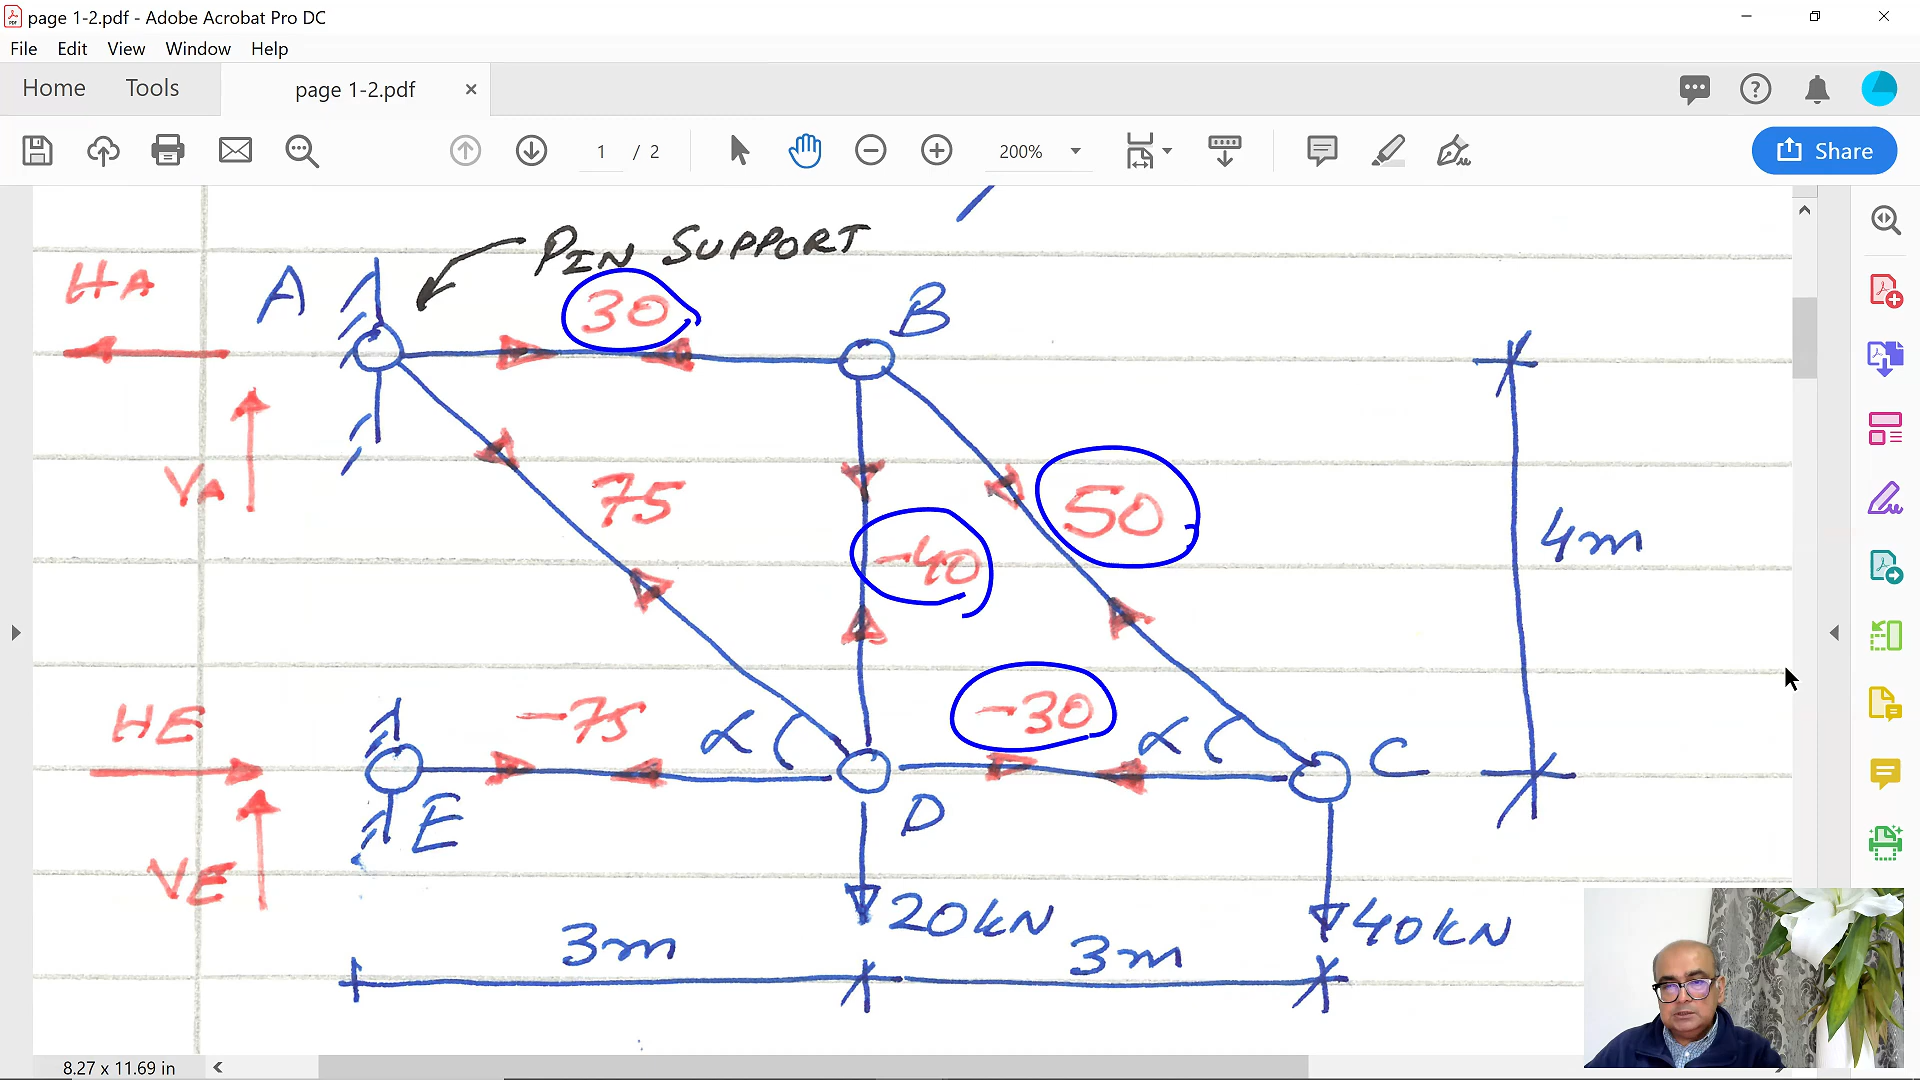 page 1-2.pdf - Adobe Acrobat Pro DC
File Edit View Window Help
Home Tools page 1-2.pdf
1 / 2 200% Share
PIN SUPPORT
HA A 30 B
VA 75 50
-40 4m
HE -75 α -30 α C
E D
VE 20kN 40kN
3m 3m
8.27 x 11.69 in